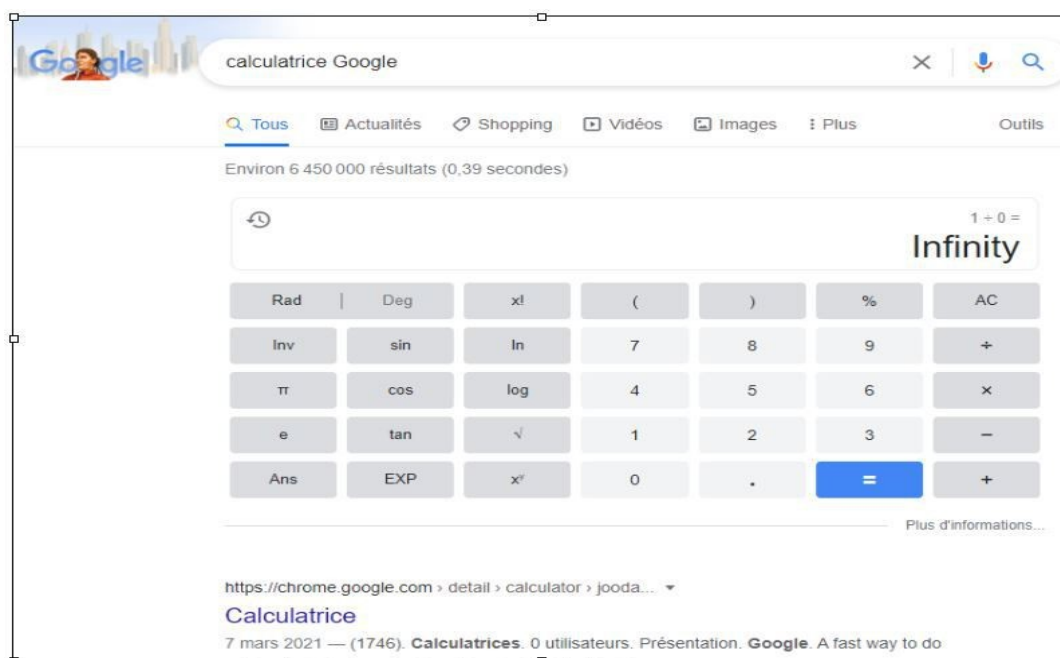 Google
calculatrice Google
Tous Actualités Shopping Vidéos Images Plus Outils
Environ 6 450 000 résultats (0,39 secondes)
1 ÷ 0 =
Infinity
Rad | Deg x! ( ) % AC
Inv sin ln 7 8 9 ÷
π cos log 4 5 6 ×
e tan √ 1 2 3 −
Ans EXP xʸ 0 . = +
Plus d'informations...
https://chrome.google.com › detail › calculator › jooda...
Calculatrice
7 mars 2021 — (1746). Calculatrices. 0 utilisateurs. Présentation. Google. A fast way to do